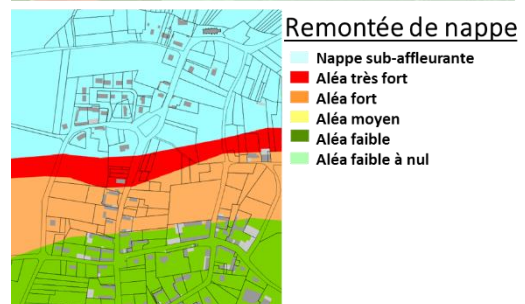 Remontée de nappe
Nappe sub-affleurante
Aléa très fort
Aléa fort
Aléa moyen
Aléa faible
Aléa faible à nul